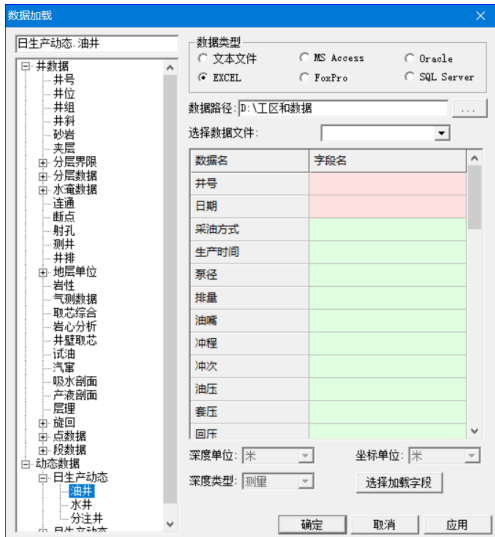 数据加载
日生产动态.油井
井数据
井号
井位
井组
井斜
砂岩
夹层
分层界限
分层数据
水淹数据
连通
断点
射孔
测井
井排
地层单位
岩性
气测数据
取芯综合
岩心分析
井壁取芯
试油
汽窜
吸水剖面
产液剖面
层理
旋回
点数据
段数据
动态数据
日生产动态
油井
水井
分注井
月生产动态
数据类型
文本文件 MS Access Oracle
EXCEL FoxPro SQL Server
数据路径: D:\工区和数据 ...
选择数据文件:
数据名 字段名
井号
日期
采油方式
生产时间
泵径
排量
油嘴
冲程
冲次
油压
套压
回压
深度单位: 米 坐标单位: 米
深度类型: 测量 选择加载字段
确定 取消 应用